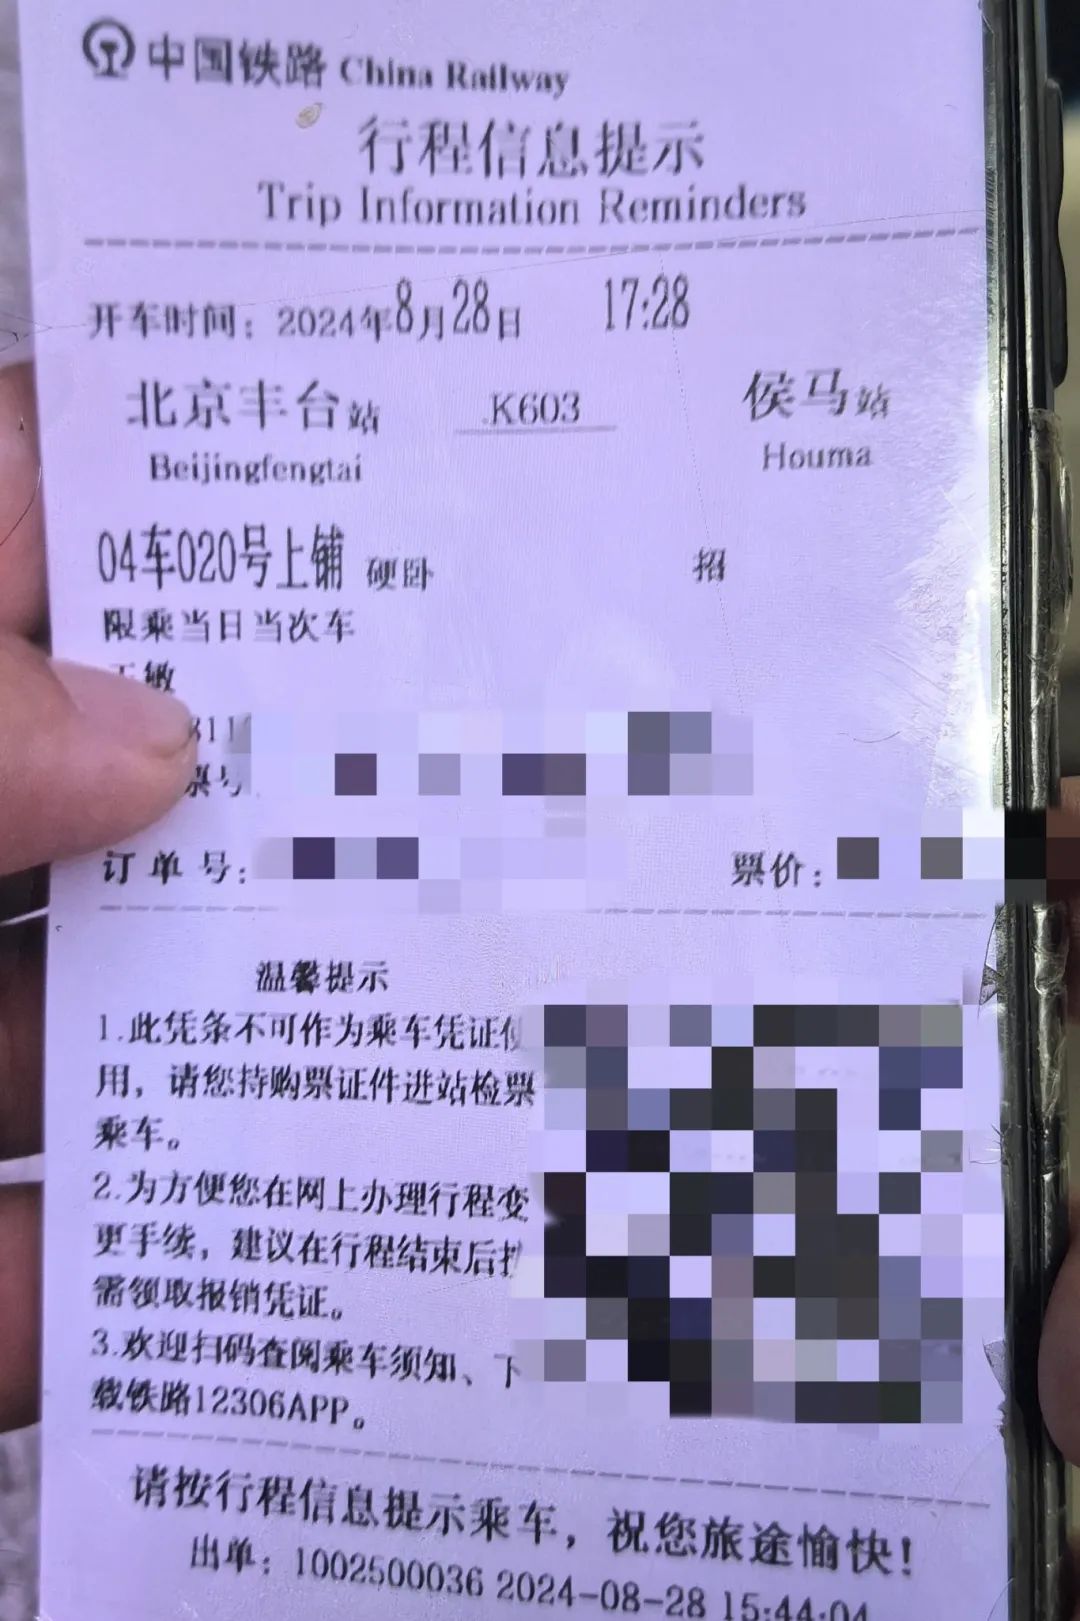 中国铁路 China Railway
行程信息提示
Trip Information Reminders
开车时间：2024年8月28日 17:28
北京丰台站 K603 侯马站
Beijingfengtai Houma
04车020号上铺 硬卧 招
限乘当日当次车
敏
311
票号
订单号： 票价：
温馨提示
1.此凭条不可作为乘车凭证使
用，请您持购票证件进站检票
乘车。
2.为方便您在网上办理行程变
更手续，建议在行程结束后
需领取报销凭证。
3.欢迎扫码查阅乘车须知、下
载铁路12306APP。
请按行程信息提示乘车，祝您旅途愉快！
出单：1002500036 2024-08-28 15:44:04